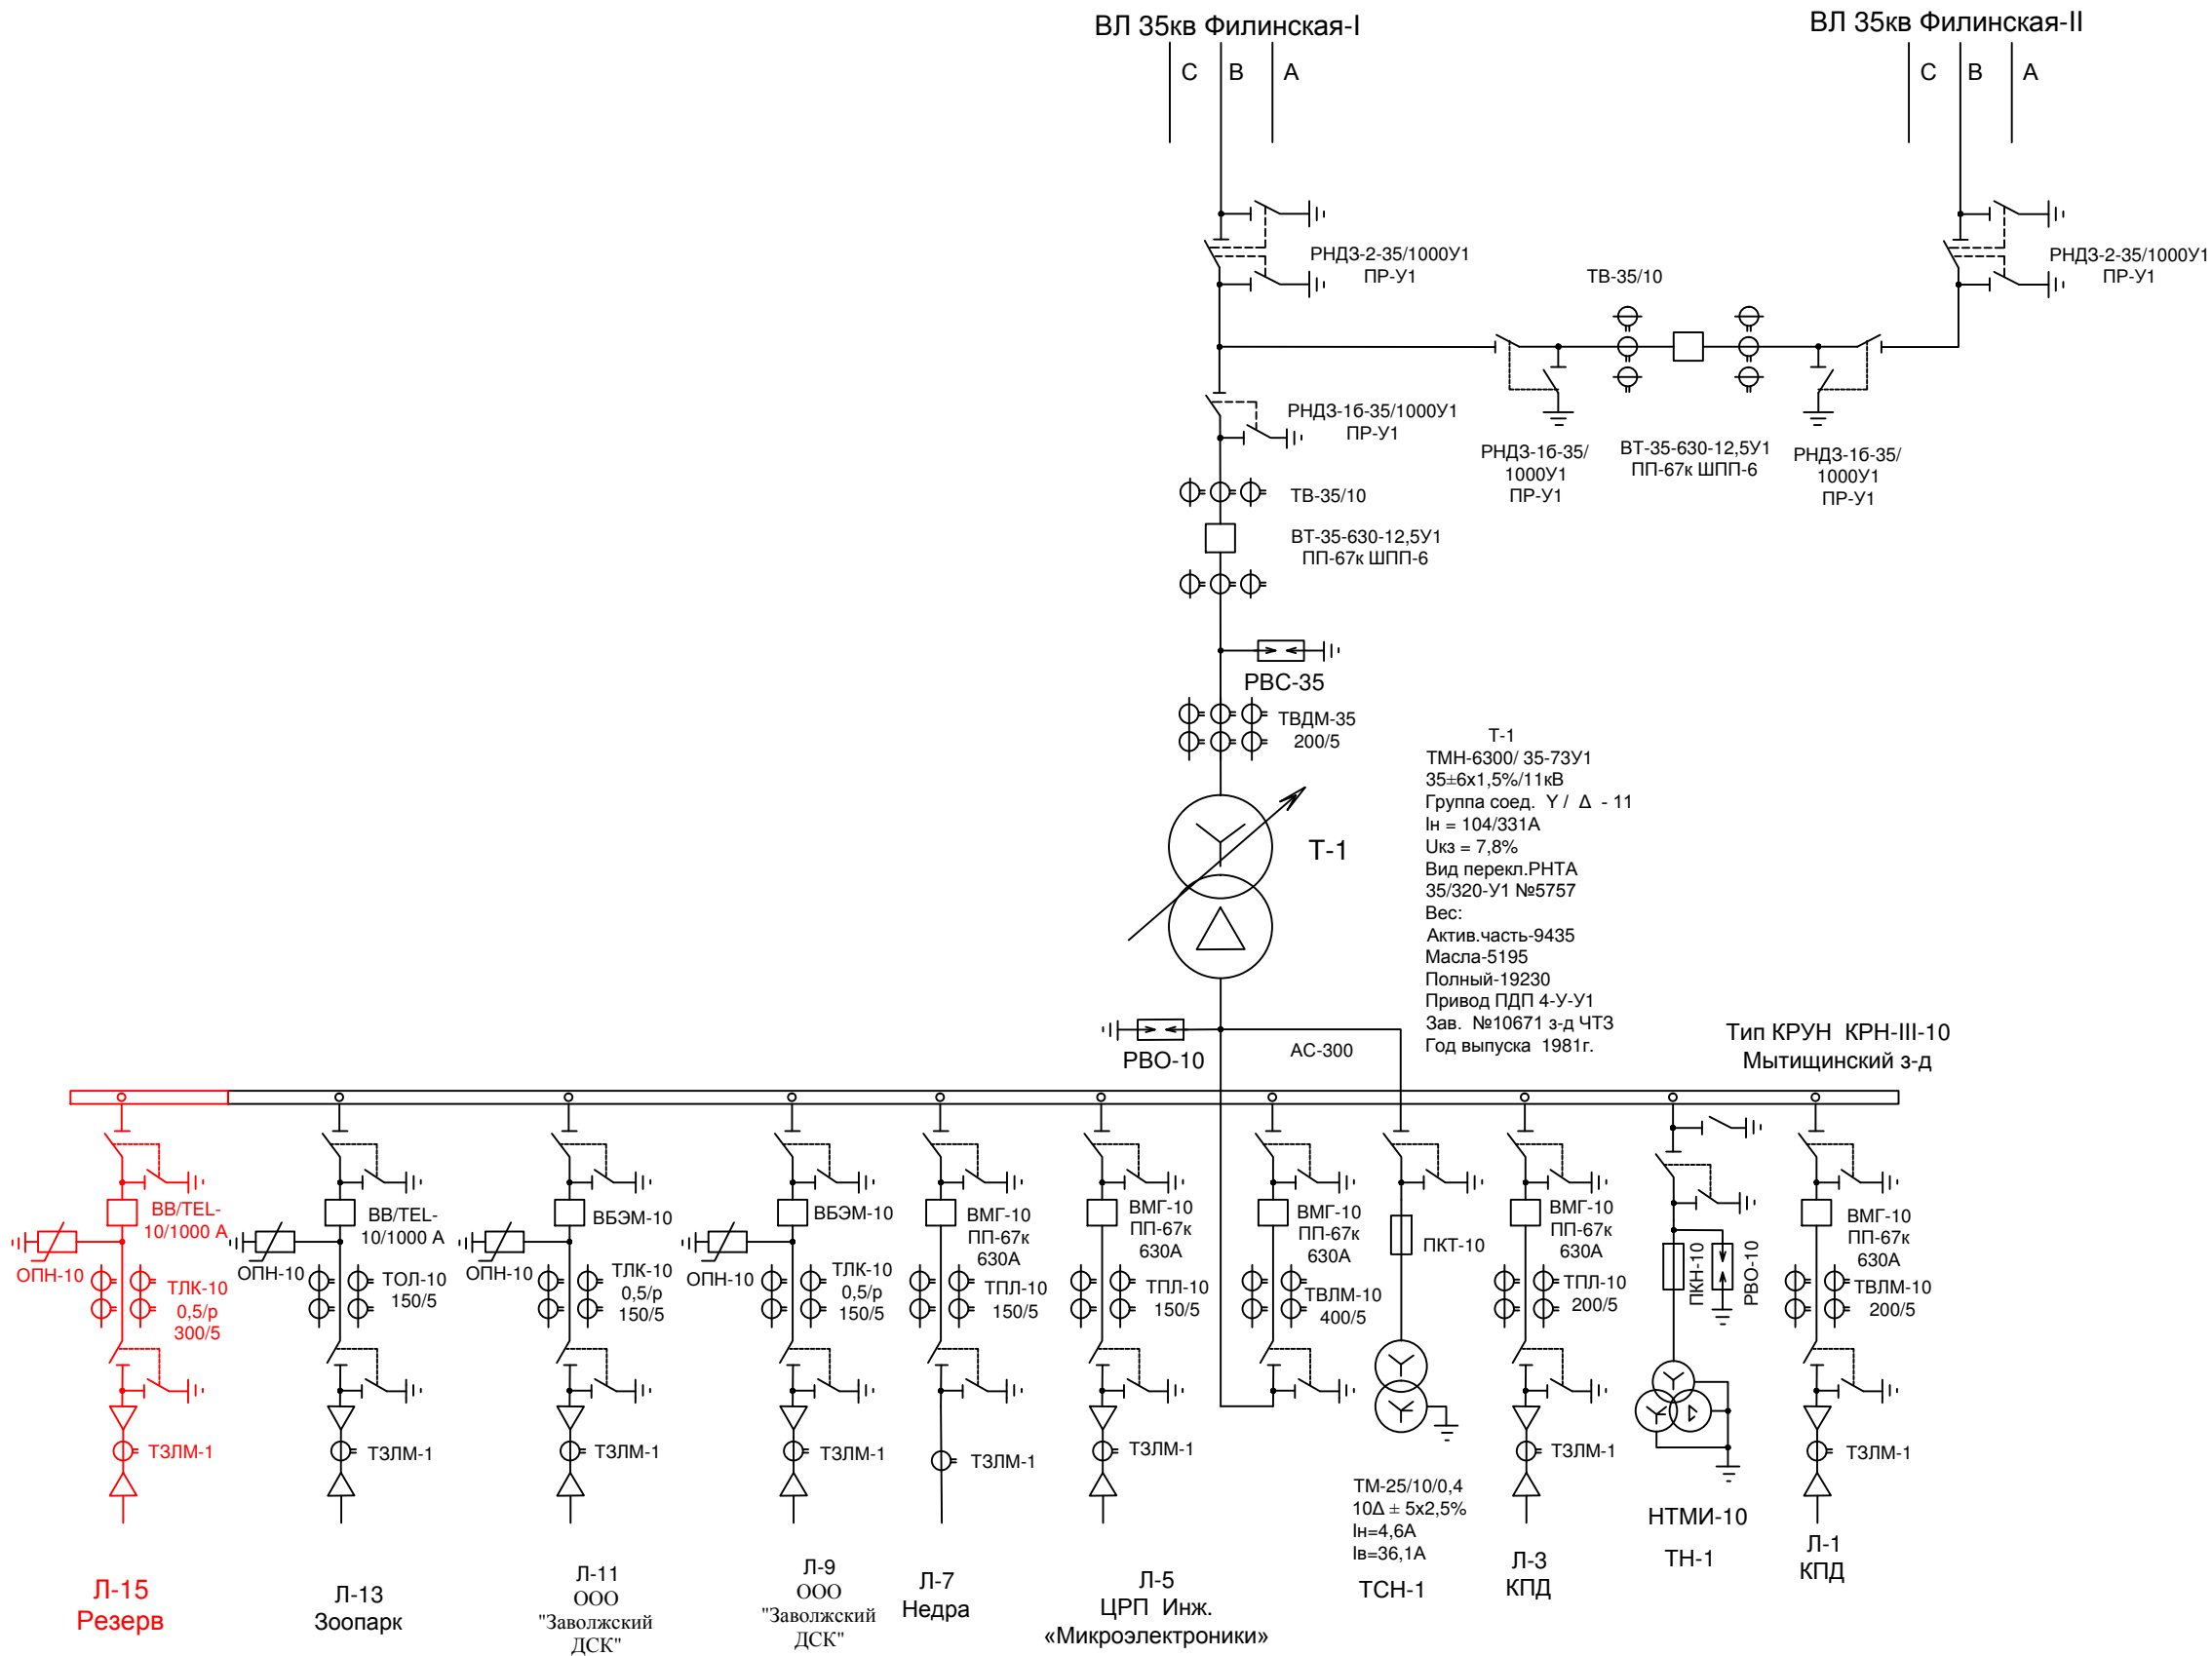 ВЛ 35кв Филинская-I
ВЛ 35кв Филинская-II
C B A
C B A
РНДЗ-2-35/1000У1
ПР-У1
РНДЗ-2-35/1000У1
ПР-У1
ТВ-35/10
РНДЗ-1б-35/1000У1
ПР-У1
РНДЗ-1б-35/
1000У1
ПР-У1
ВТ-35-630-12,5У1
ПП-67к ШПП-6
РНДЗ-1б-35/
1000У1
ПР-У1
ТВ-35/10
ВТ-35-630-12,5У1
ПП-67к ШПП-6
РВС-35
ТВДМ-35
200/5
Т-1
Т-1
ТМН-6300/ 35-73У1
35±6х1,5%/11кВ
Группа соед. Y / Δ - 11
Iн = 104/331А
Uкз = 7,8%
Вид перекл.РНТА
35/320-У1 №5757
Вес:
Актив.часть-9435
Масла-5195
Полный-19230
Привод ПДП 4-У-У1
Зав. №10671 з-д ЧТЗ
Год выпуска 1981г.
РВО-10
АС-300
Тип КРУН КРН-III-10
Мытищинский з-д
ВВ/TEL-
10/1000 А
ОПН-10
ТЛК-10
0,5/р
300/5
ТЗЛМ-1
Л-15
Резерв
ВВ/TEL-
10/1000 А
ОПН-10
ТОЛ-10
150/5
ТЗЛМ-1
Л-13
Зоопарк
ВБЭМ-10
ОПН-10
ТЛК-10
0,5/р
150/5
ТЗЛМ-1
Л-11
ООО
"Заволжский
ДСК"
ВБЭМ-10
ОПН-10
ТЛК-10
0,5/р
150/5
ТЗЛМ-1
Л-9
ООО
"Заволжский
ДСК"
ВМГ-10
ПП-67к
630А
ТПЛ-10
150/5
ТЗЛМ-1
Л-7
Недра
ВМГ-10
ПП-67к
630А
ТПЛ-10
150/5
ТЗЛМ-1
Л-5
ЦРП Инж.
«Микроэлектроники»
ВМГ-10
ПП-67к
630А
ТВЛМ-10
400/5
ПКТ-10
ТМ-25/10/0,4
10Δ ± 5х2,5%
Iн=4,6А
Iв=36,1А
ТСН-1
ВМГ-10
ПП-67к
630А
ТПЛ-10
200/5
ТЗЛМ-1
Л-3
КПД
ПКН-10
РВО-10
НТМИ-10
ТН-1
ВМГ-10
ПП-67к
630А
ТВЛМ-10
200/5
ТЗЛМ-1
Л-1
КПД